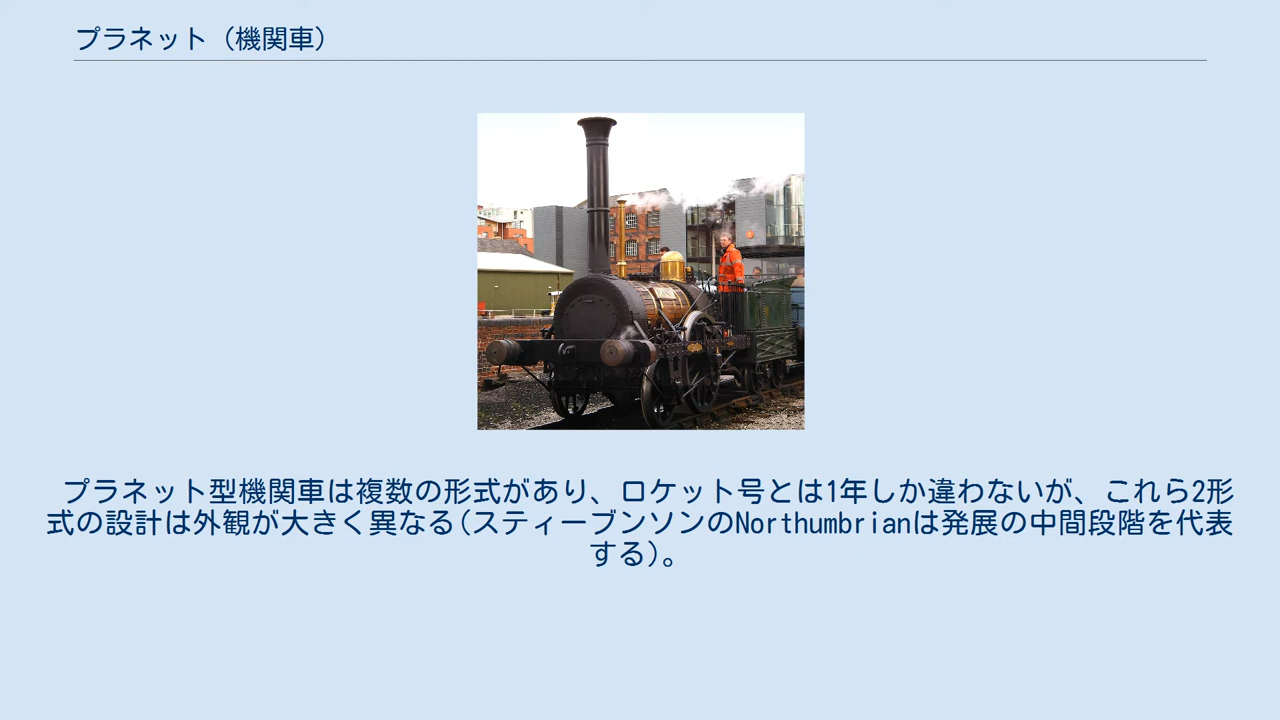 プラネット（機関車）
プラネット型機関車は複数の形式があり、ロケット号とは1年しか違わないが、これら2形
式の設計は外観が大きく異なる(スティーブンソンのNorthumbrianは発展の中間段階を代表
する)。